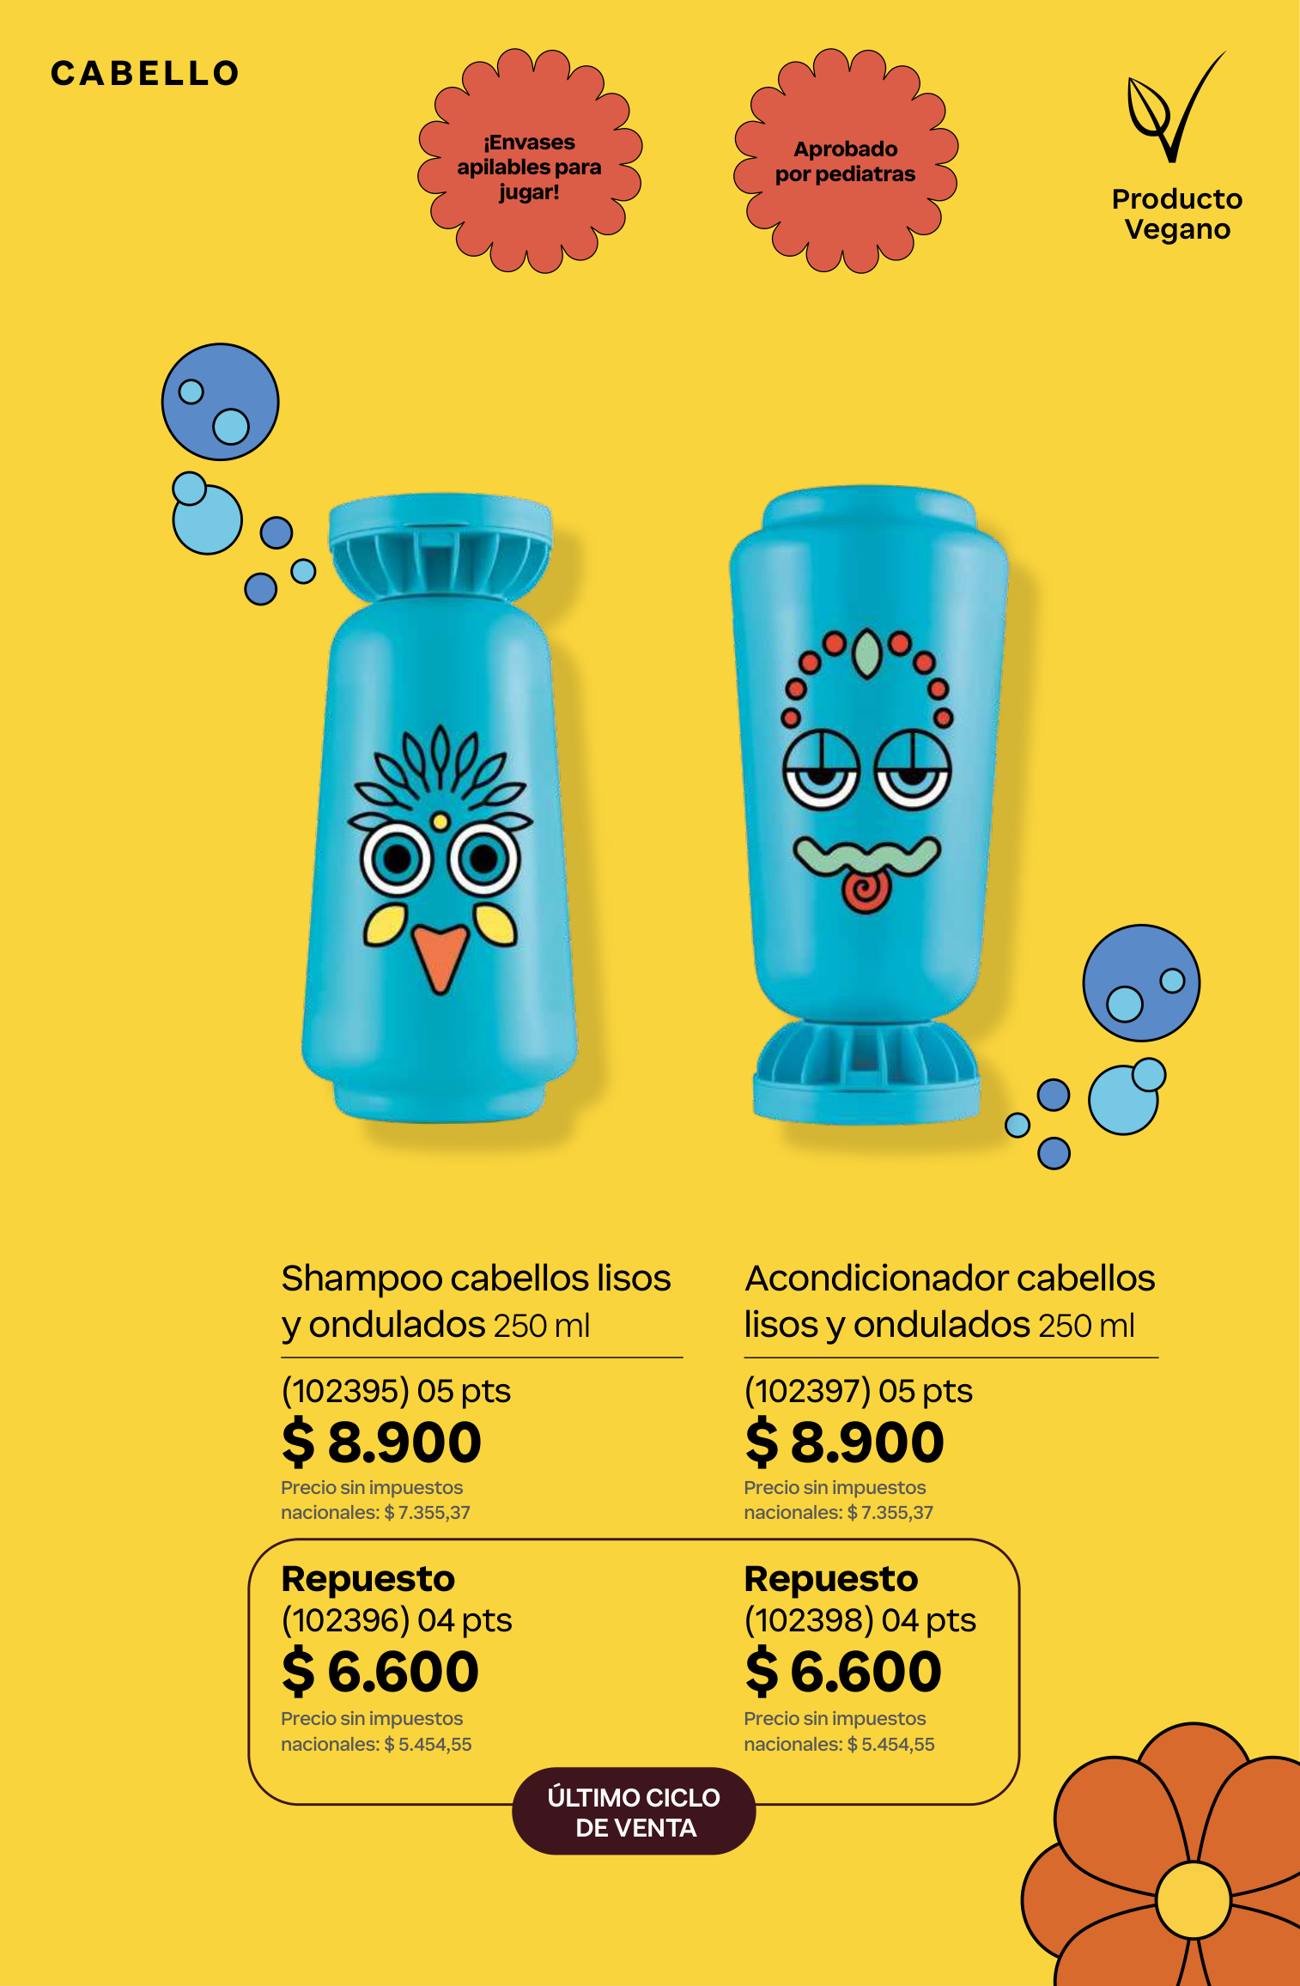 CABELLO
¡Envases
apilables para
jugar!
Aprobado
por pediatras
Producto
Vegano
Shampoo cabellos lisos
y ondulados 250 ml
(102395) 05 pts
$ 8.900
Precio sin impuestos
nacionales: $ 7.355,37
Acondicionador cabellos
lisos y ondulados 250 ml
(102397) 05 pts
$ 8.900
Precio sin impuestos
nacionales: $ 7.355,37
Repuesto
(102396) 04 pts
$ 6.600
Precio sin impuestos
nacionales: $ 5.454,55
Repuesto
(102398) 04 pts
$ 6.600
Precio sin impuestos
nacionales: $ 5.454,55
ÚLTIMO CICLO
DE VENTA